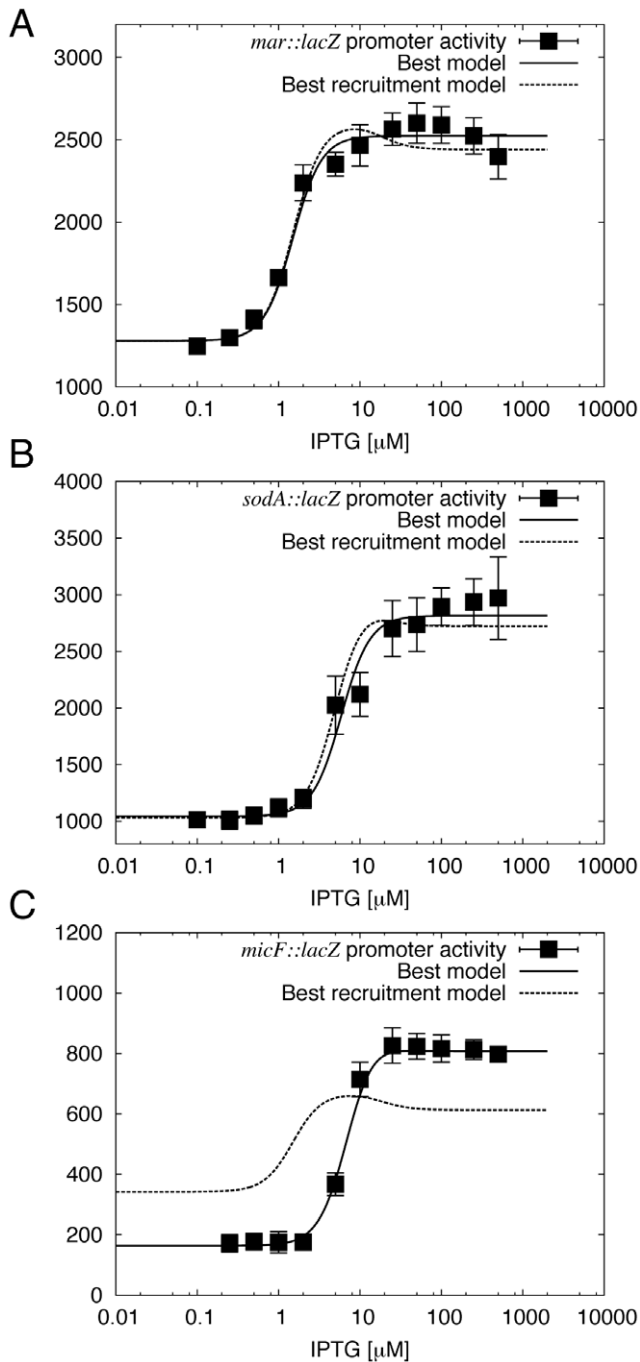 A
3000
mar::lacZ promoter activity
Best model
Best recruitment model
2500
2000
1500
1000
0.01 0.1 1 10 100 1000 10000
IPTG [μM]
B
4000
sodA::lacZ promoter activity
Best model
3500
Best recruitment model
3000
2500
2000
1500
1000
0.01 0.1 1 10 100 1000 10000
IPTG [μM]
C
1200
micF::lacZ promoter activity
Best model
1000
Best recruitment model
800
600
400
200
0
0.01 0.1 1 10 100 1000 10000
IPTG [μM]